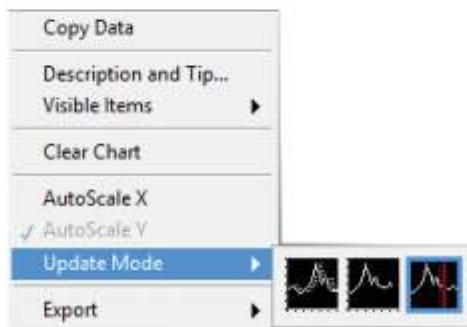 Copy Data
Description and Tip...
Visible Items
Clear Chart
AutoScale X
AutoScale Y
Update Mode
Export